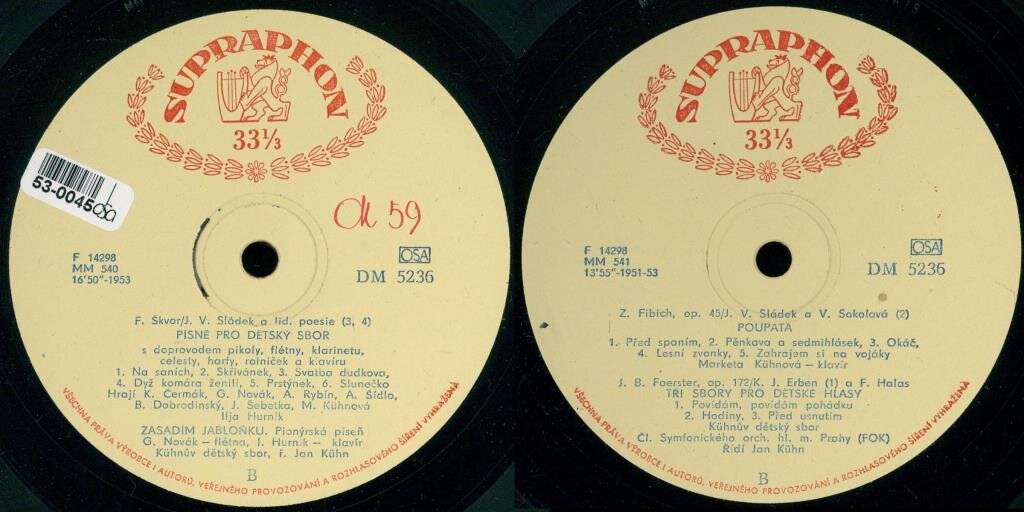 SUPRAPHON
33⅓
53-0045
OSA
M 59
F 14298
MM 540
16'50"-1953
OSA
DM 5236
F. Škvor/J. V. Sládek a lid. poesie (3, 4)
PÍSNĚ PRO DĚTSKÝ SBOR
s doprovodem pikoly, flétny, klarinetu,
celesty, harfy, rolniček a klavíru
1. Na saních, 2. Skřivánek, 3. Svatba dudkova,
4. Dyž komára ženili, 5. Prstýnek, 6. Slunečko
Hrají K. Čermák, G. Novák, A. Rybín, A. Šídlo,
B. Dobrodinský, J. Šebetka, M. Kühnová
Ilja Hurník
ZASADÍM JABLOŇKU. Pionýrská píseň
G. Novák – flétna, I. Hurník – klavír
Kühnův dětský sbor, ř. Jan Kühn
B
VŠECHNA PRÁVA VÝROBCE I AUTORŮ, VEŘEJNÉHO PROVOZOVÁNÍ A ROZHLASOVÉHO ŠÍŘENÍ VYHRAŽENA
SUPRAPHON
33⅓
F 14298
MM 541
13'55"-1951-53
OSA
DM 5236
Z. Fibich, op. 45/J. V. Sládek a V. Sokolová (2)
POUPATA
1. Před spaním, 2. Pěnkava a sedmihlásek, 3. Okáč,
4. Lesní zvonky, 5. Zahrajem si na vojáky
Marketa Kühnová – klavír
J. B. Foerster, op. 172/K. J. Erben (1) a F. Halas
TŘI SBORY PRO DĚTSKÉ HLASY
1. Povídám, povídám pohádku
2. Hodiny, 3. Před usnutím
Kühnův dětský sbor
Čl. Symfonického orch. hl. m. Prahy (FOK)
Řídí Jan Kühn
B
VŠECHNA PRÁVA VÝROBCE I AUTORŮ, VEŘEJNÉHO PROVOZOVÁNÍ A ROZHLASOVÉHO ŠÍŘENÍ VYHRAŽENA